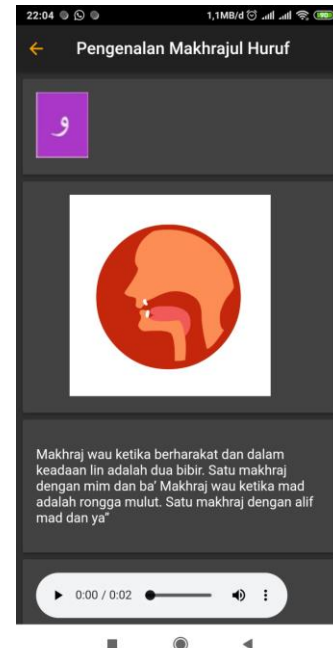 22:04 1,1MB/d
Pengenalan Makhrajul Huruf
و
Makhraj wau ketika berharakat dan dalam
keadaan lin adalah dua bibir. Satu makhraj
dengan mim dan ba' Makhraj wau ketika mad
adalah rongga mulut. Satu makhraj dengan alif
mad dan ya"
0:00 / 0:02